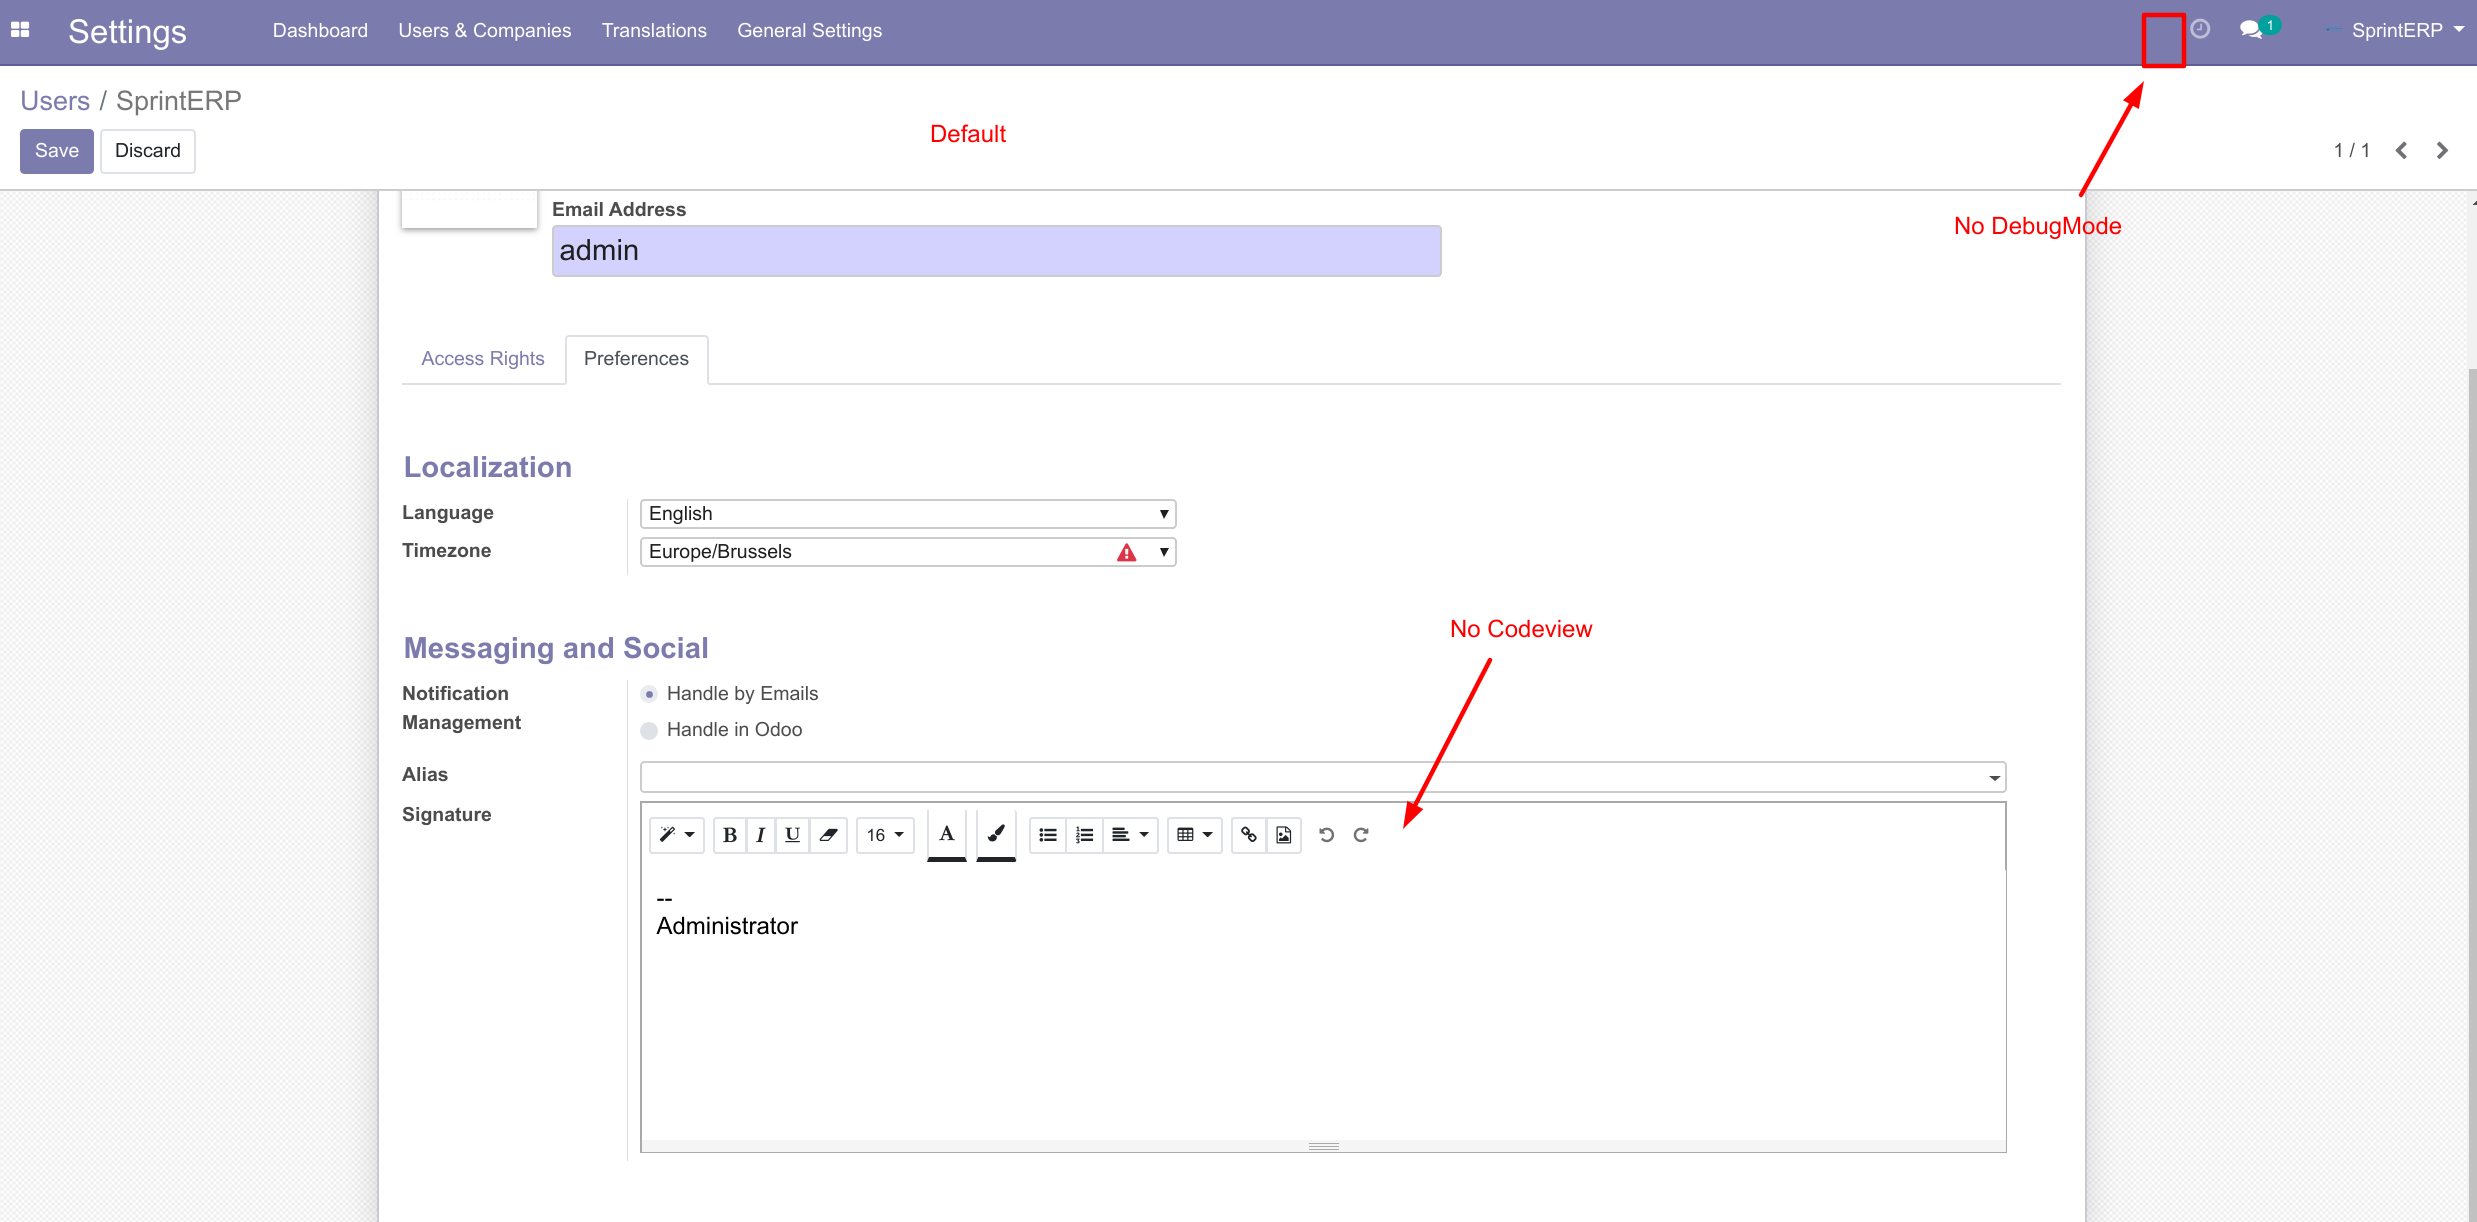 Settings
Dashboard
Users & Companies
Translations
General Settings
1
SprintERP
Users / SprintERP
Default
Save
Discard
1 / 1
Email Address
No DebugMode
admin
Access Rights
Preferences
Localization
Language
English
Timezone
Europe/Brussels
No Codeview
Messaging and Social
Notification
Management
Handle by Emails
Handle in Odoo
Alias
Signature
B I U
16
A
--
Administrator